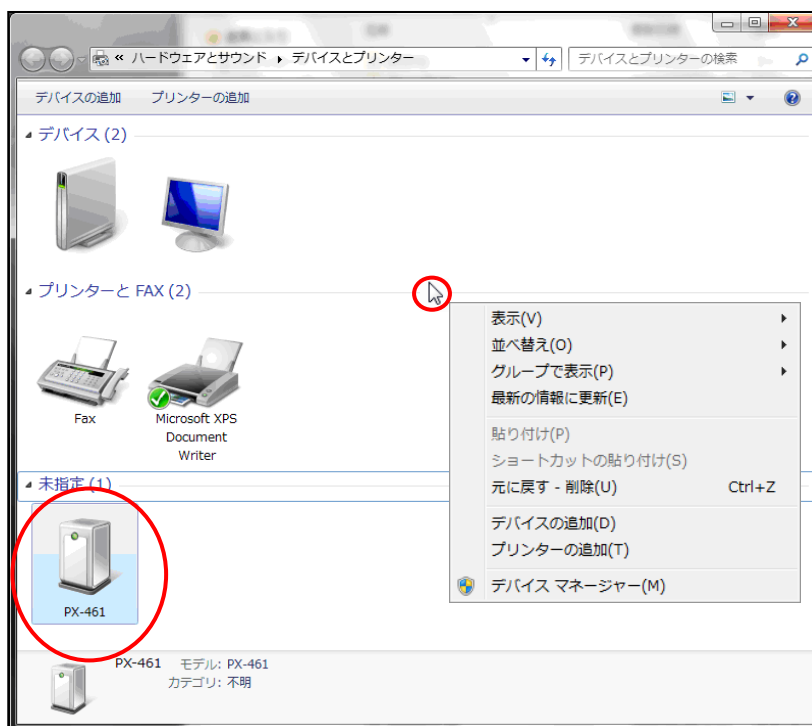 « ハードウェアとサウンド ▸ デバイスとプリンター
デバイスとプリンターの検索
デバイスの追加 プリンターの追加
デバイス (2)
プリンターと FAX (2)
Fax
Microsoft XPS
Document
Writer
表示(V)
並べ替え(O)
グループで表示(P)
最新の情報に更新(E)
貼り付け(P)
ショートカットの貼り付け(S)
元に戻す - 削除(U) Ctrl+Z
デバイスの追加(D)
プリンターの追加(T)
デバイス マネージャー(M)
未指定 (1)
PX-461
PX-461 モデル: PX-461
カテゴリ: 不明